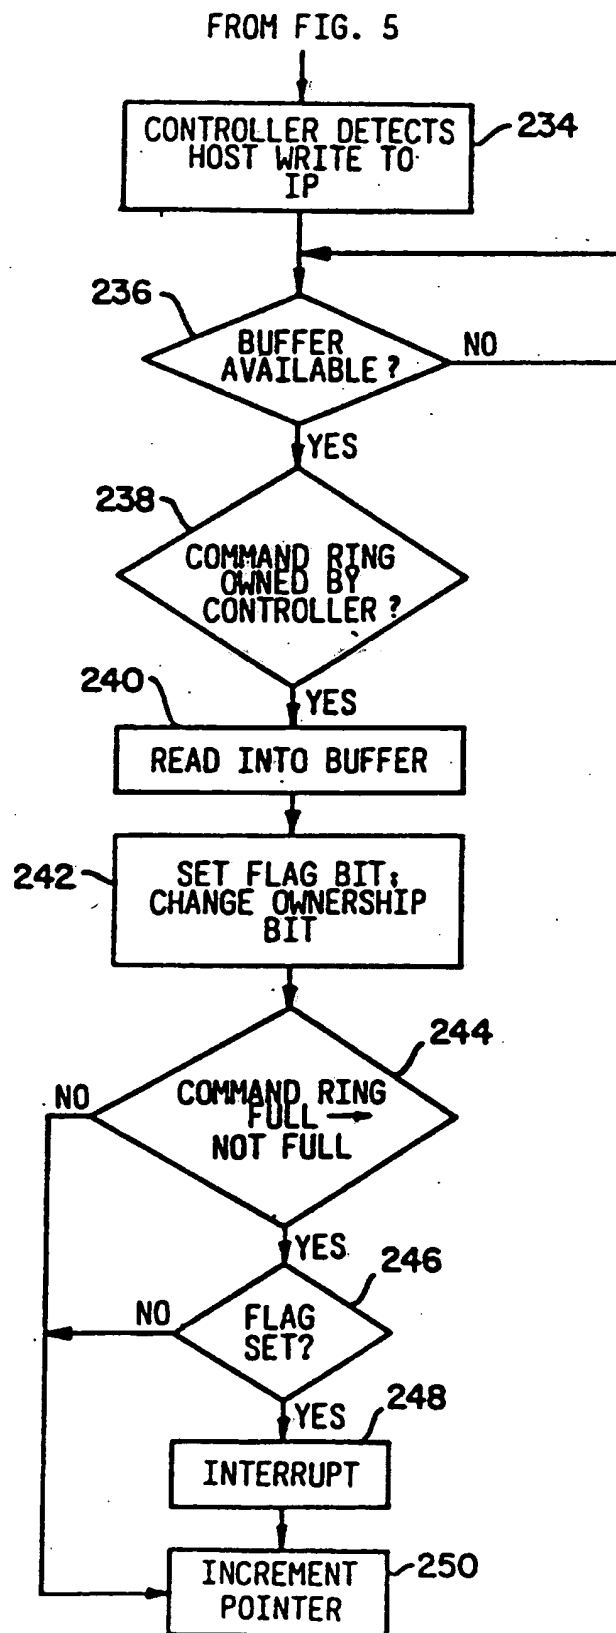 FROM FIG. 5
CONTROLLER DETECTS
HOST WRITE TO
IP
234
236
BUFFER
AVAILABLE?
NO
YES
238
COMMAND RING
OWNED BY
CONTROLLER?
240
YES
READ INTO BUFFER
242
SET FLAG BIT;
CHANGE OWNERSHIP
BIT
244
NO
COMMAND RING
FULL →
NOT FULL
YES
246
NO
FLAG
SET?
YES
248
INTERRUPT
INCREMENT
POINTER
250